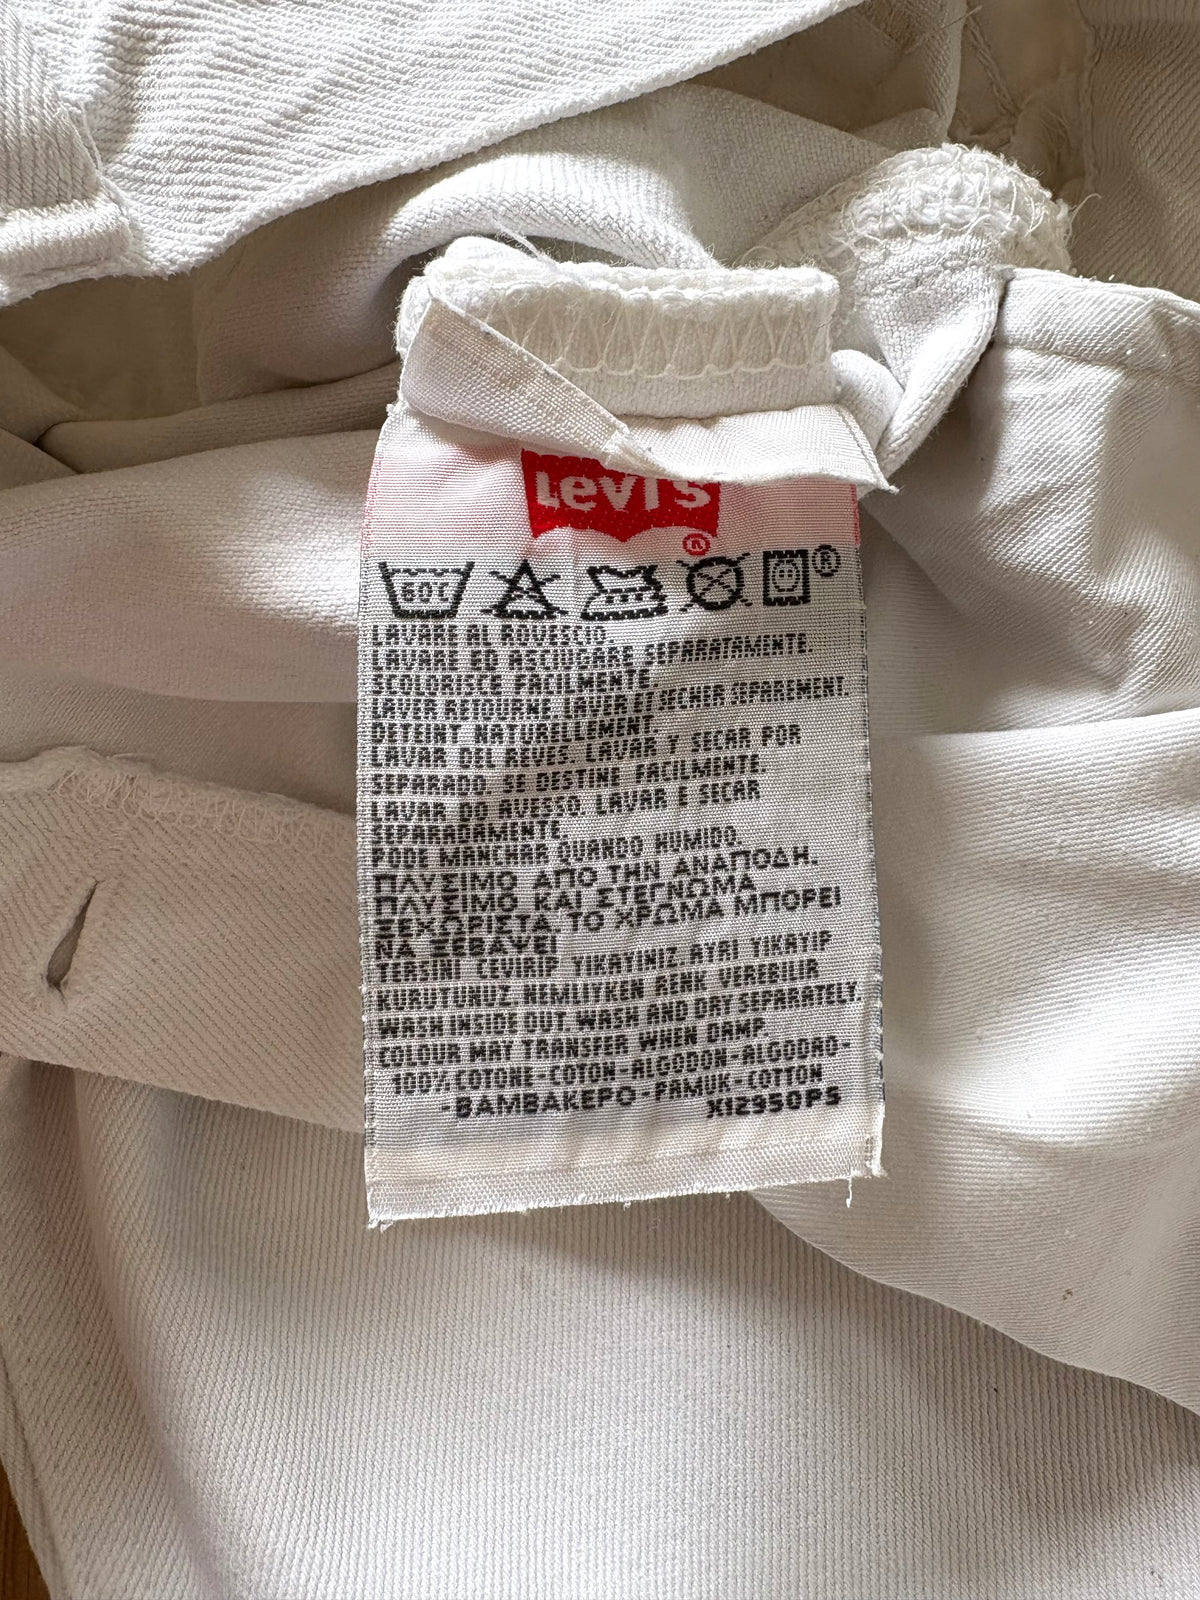 Levi's
®
60C ®
LAVARE AL ROVESCIO.
LAVARE ED ASCIUGARE SEPARATAMENTE.
SCOLORISCE FACILMENTE
LAVER RETOURNE, LAVER ET SECHER SEPAREMENT.
DETEINT NATURELLEMENT
LAVAR DEL REVES. LAVAR Y SECAR POR
SEPARADO. SE DESTINE FACILMENTE.
LAVAR DO AVESSO. LAVAR E SECAR
SEPARADAMENTE.
PODE MANCHAR QUANDO HUMIDO.
ΠΛΥΣΙΜΟ ΑΠΟ ΤΗΝ ΑΝΑΠΟΔΗ.
ΠΛΥΣΙΜΟ ΚΑΙ ΣΤΕΓΝΩΜΑ
ΞΕΧΩΡΙΣΤΑ. ΤΟ ΧΡΩΜΑ ΜΠΟΡΕΙ
ΝΑ ΞΕΒΑΨΕΙ
TERSINI CEVIRIP YIKAYINIZ AYRI YIKAYIP
KURUTUNUZ NEMLIYKEN RENK VEREBILIR
WASH INSIDE OUT. WASH AND DRY SEPARATELY.
COLOUR MAY TRANSFER WHEN DAMP.
100% COTONE-COTON-ALGODON-ALGODAO-
-BAMBAKEPO-PAMUK-COTTON
X12950PS